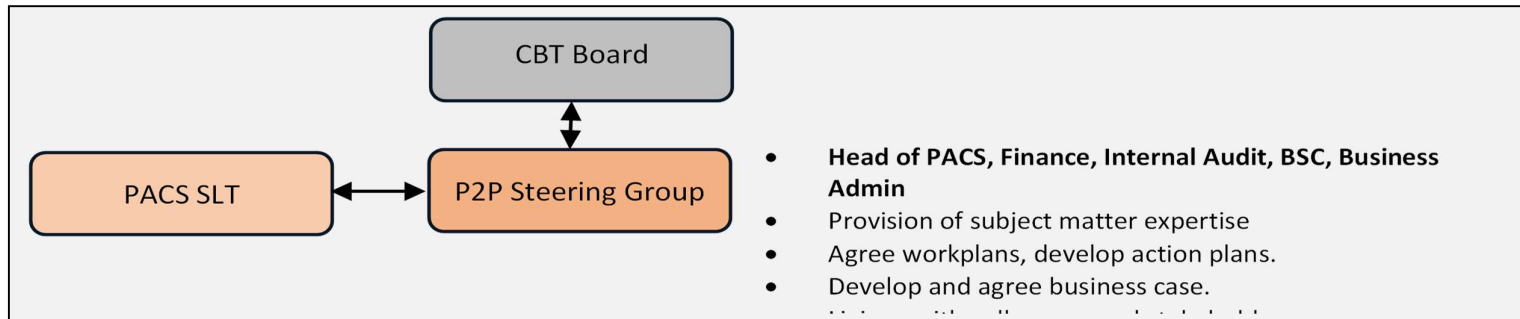 CBT Board
PACS SLT
P2P Steering Group
• Head of PACS, Finance, Internal Audit, BSC, Business
Admin
• Provision of subject matter expertise
• Agree workplans, develop action plans.
• Develop and agree business case.